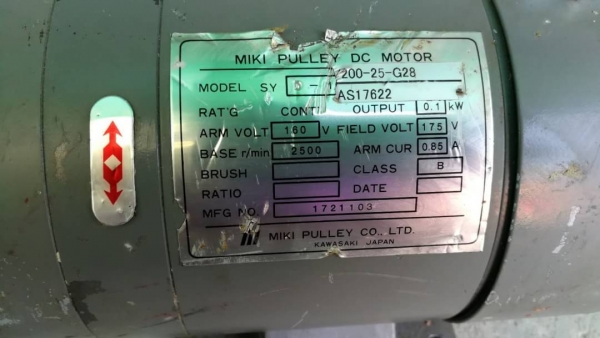 MIKI PULLEY DC MOTOR
MODEL SY 200-25-G28
AS17622
RAT'G CONT. OUTPUT 0.1 kW
ARM VOLT 160 V FIELD VOLT 175 V
BASE r/min 2500 ARM CUR 0.85 A
BRUSH CLASS B
RATIO DATE
MFG NO. 1721103
MIKI PULLEY CO., LTD.
KAWASAKI JAPAN